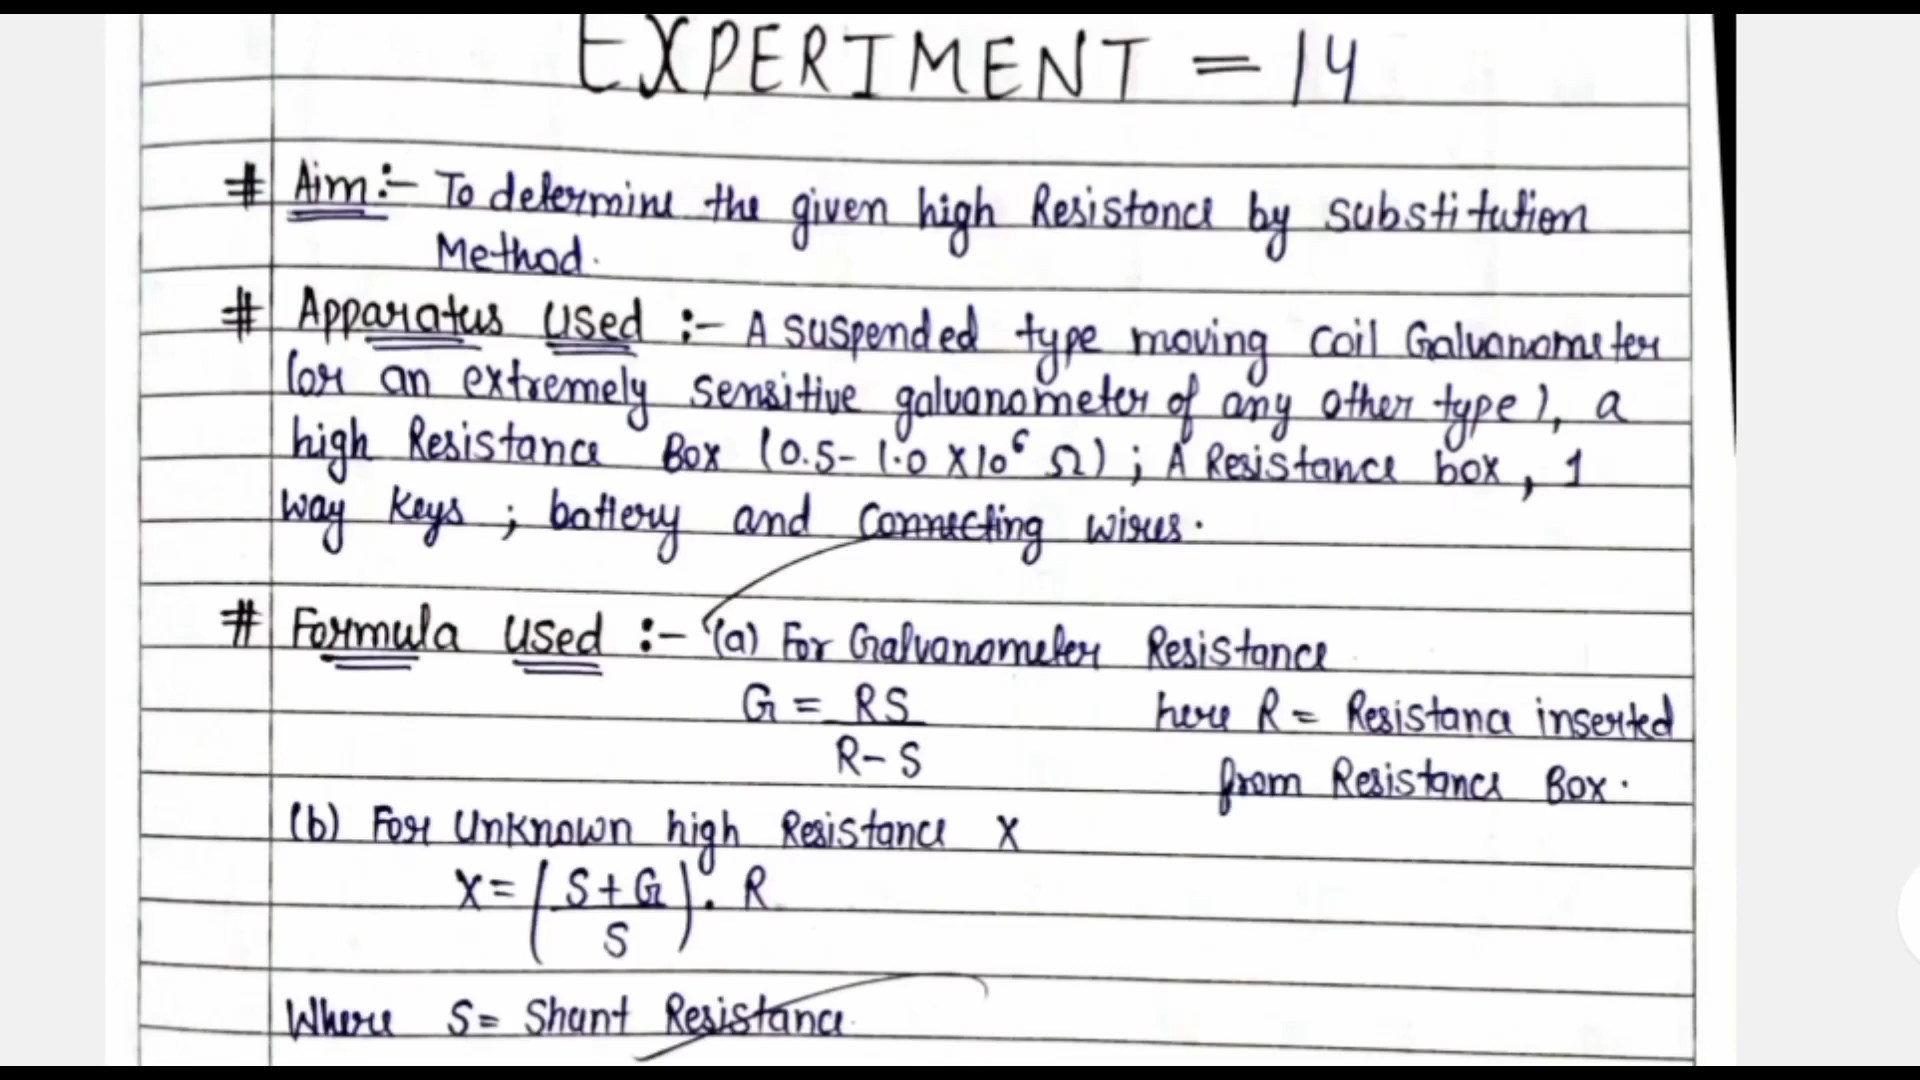 EXPERIMENT = 14
# Aim:- To determine the given high Resistance by substitution
Method.
# Apparatus Used :- A suspended type moving coil Galvanometer
(or an extremely sensitive galvanometer of any other type), a
high Resistance Box (0.5- 1.0 X10⁶ Ω) ; A Resistance box, 1
way Keys ; battery and Connecting wires.
# Formula Used :- (a) For Galvanometer Resistance
G = RS / R-S here R = Resistance inserted
from Resistance Box.
(b) For Unknown high Resistance X
X = (S+G / S) . R
Where S = Shunt Resistance